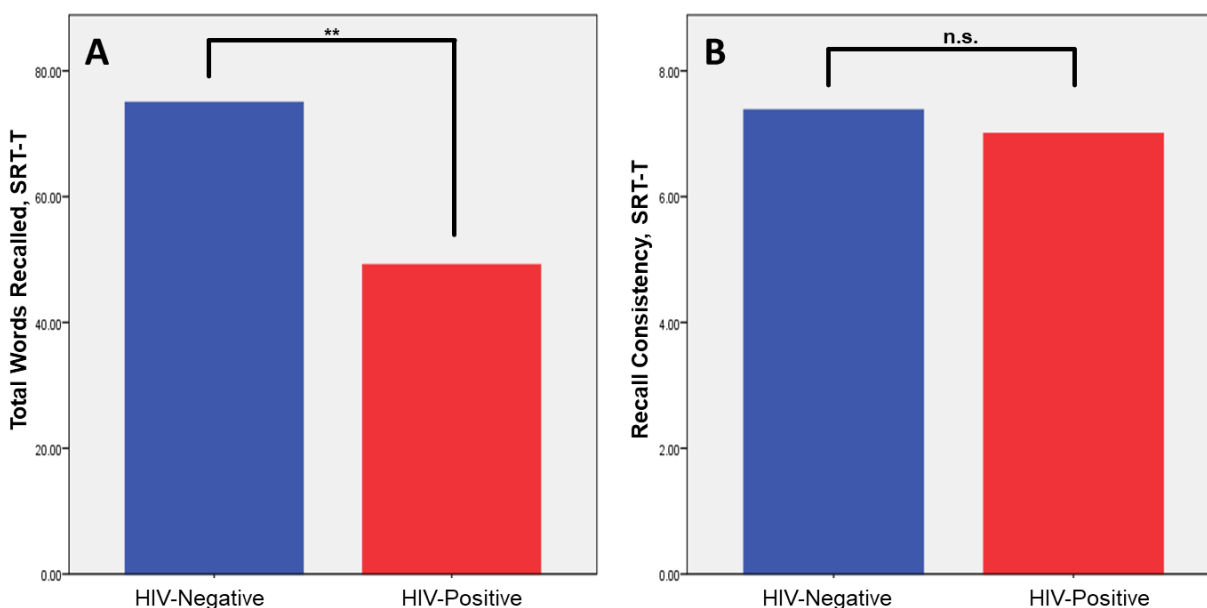 A
**
80.00
60.00
40.00
20.00
0.00
Total Words Recalled, SRT-T
HIV-Negative
HIV-Positive
B
n.s.
8.00
6.00
4.00
2.00
0.00
Recall Consistency, SRT-T
HIV-Negative
HIV-Positive